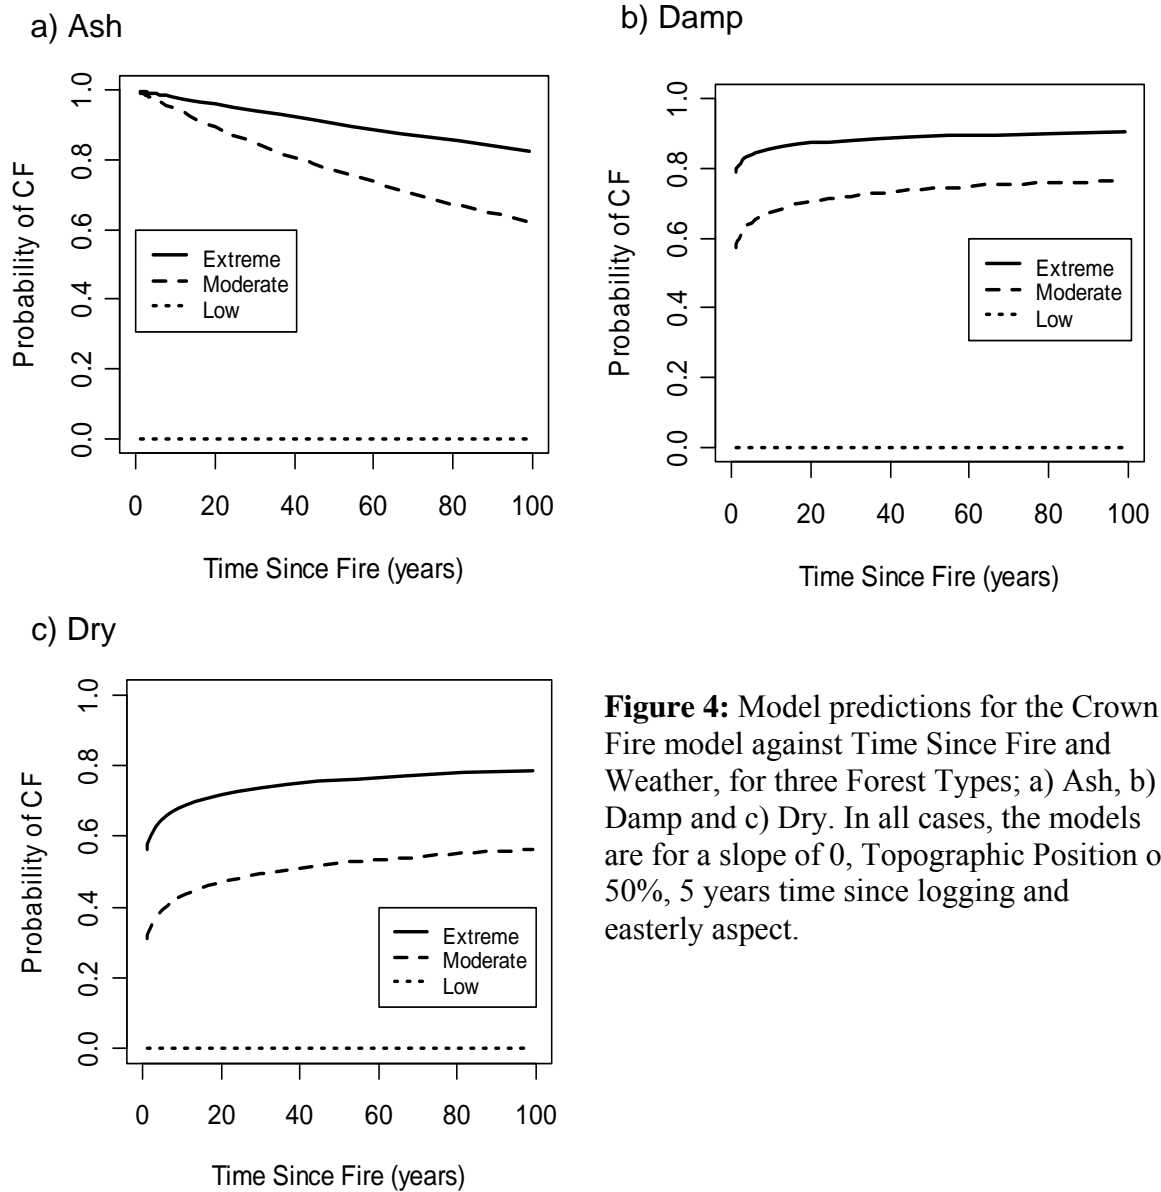 a) Ash
Probability of CF
1.0
0.8
0.6
0.4
0.2
0.0
Extreme
Moderate
Low
0 20 40 60 80 100
Time Since Fire (years)
b) Damp
Probability of CF
1.0
0.8
0.6
0.4
0.2
0.0
Extreme
Moderate
Low
0 20 40 60 80 100
Time Since Fire (years)
c) Dry
Probability of CF
1.0
0.8
0.6
0.4
0.2
0.0
Extreme
Moderate
Low
0 20 40 60 80 100
Time Since Fire (years)
Figure 4: Model predictions for the Crown
Fire model against Time Since Fire and
Weather, for three Forest Types; a) Ash, b)
Damp and c) Dry. In all cases, the models
are for a slope of 0, Topographic Position o
50%, 5 years time since logging and
easterly aspect.